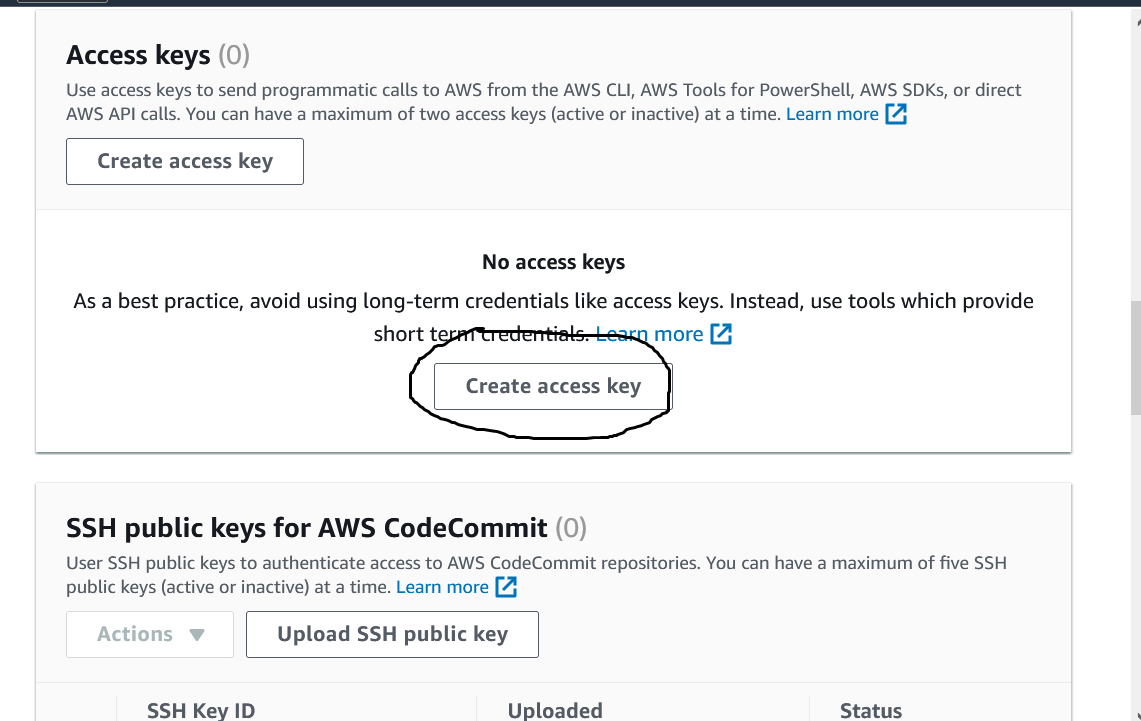 Access keys (0)
Use access keys to send programmatic calls to AWS from the AWS CLI, AWS Tools for PowerShell, AWS SDKs, or direct
AWS API calls. You can have a maximum of two access keys (active or inactive) at a time. Learn more
Create access key
No access keys
As a best practice, avoid using long-term credentials like access keys. Instead, use tools which provide
short term credentials. Learn more
Create access key
SSH public keys for AWS CodeCommit (0)
User SSH public keys to authenticate access to AWS CodeCommit repositories. You can have a maximum of five SSH
public keys (active or inactive) at a time. Learn more
Actions Upload SSH public key
SSH Key ID Uploaded Status